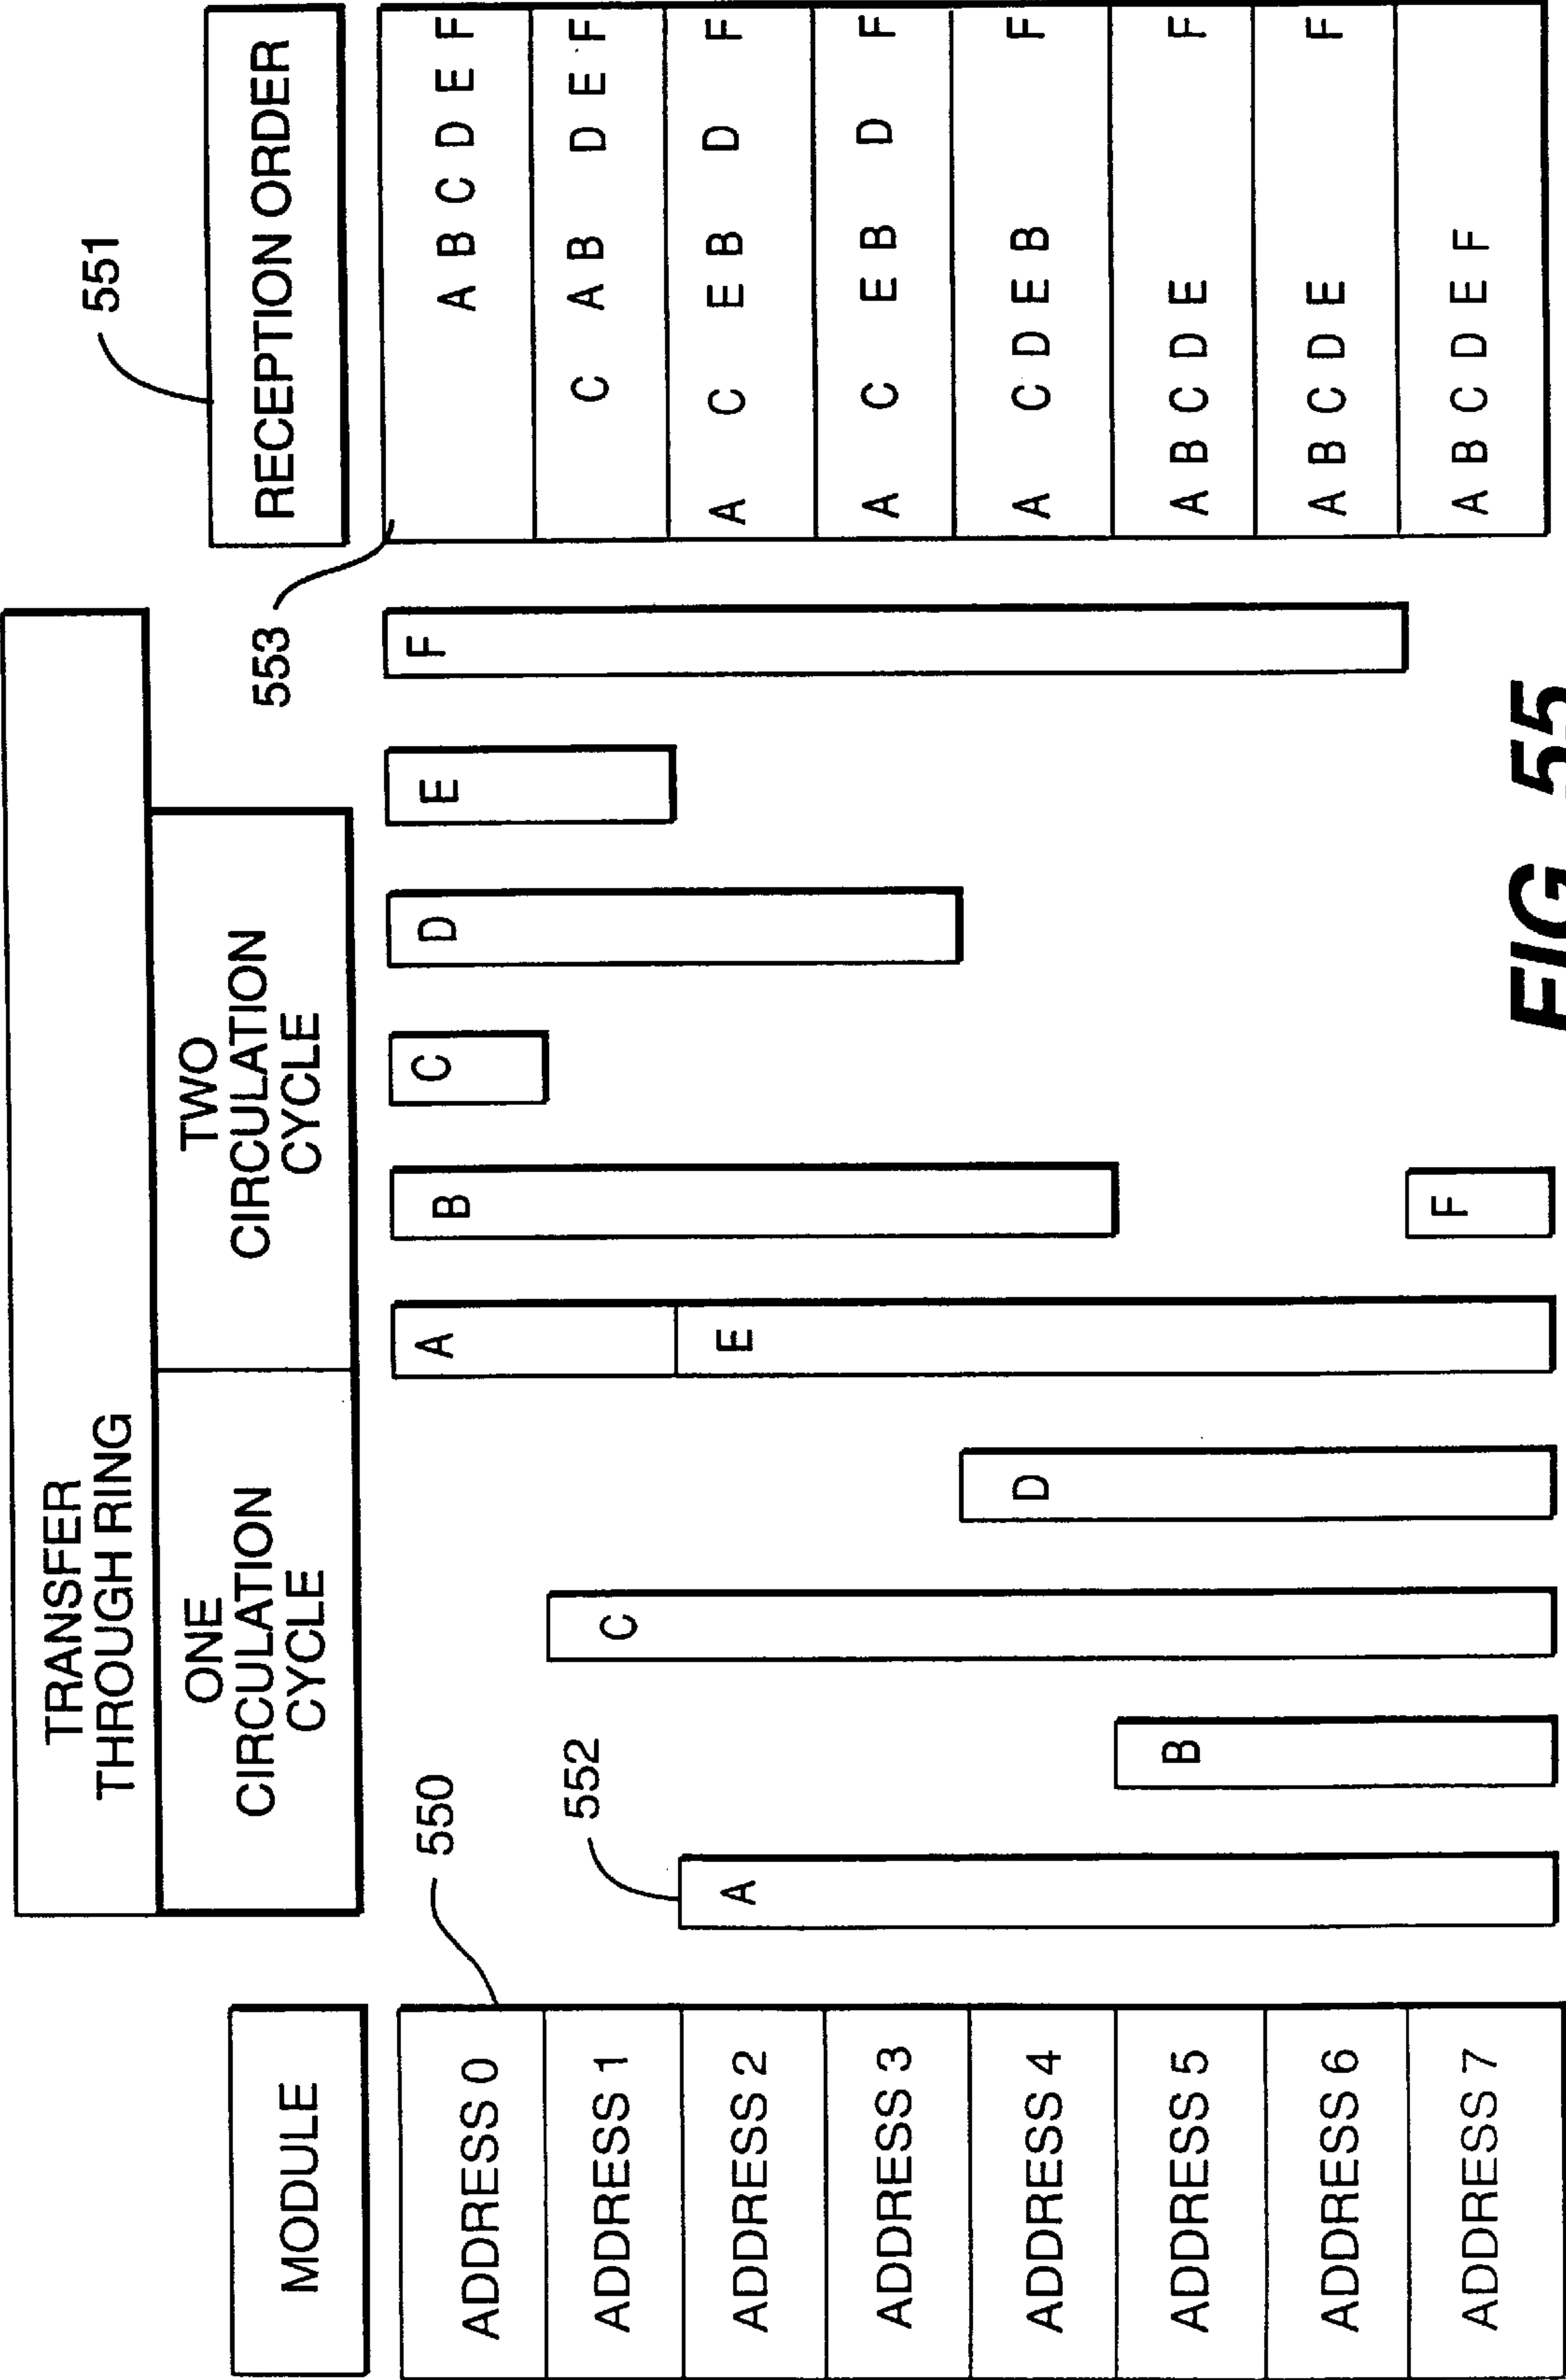 TRANSFER
THROUGH RING
MODULE
ONE
CIRCULATION
CYCLE
TWO
CIRCULATION
CYCLE
551
RECEPTION ORDER
550
552
553
ADDRESS 0
A
B
C
D
E
F
A B C D E F
ADDRESS 1
C
C A B D E F
ADDRESS 2
A
E
A C E B D F
ADDRESS 3
A C E B D F
ADDRESS 4
D
A C D E B F
ADDRESS 5
B
A B C D E F
ADDRESS 6
A B C D E F
ADDRESS 7
F
A B C D E F
FIG. 55